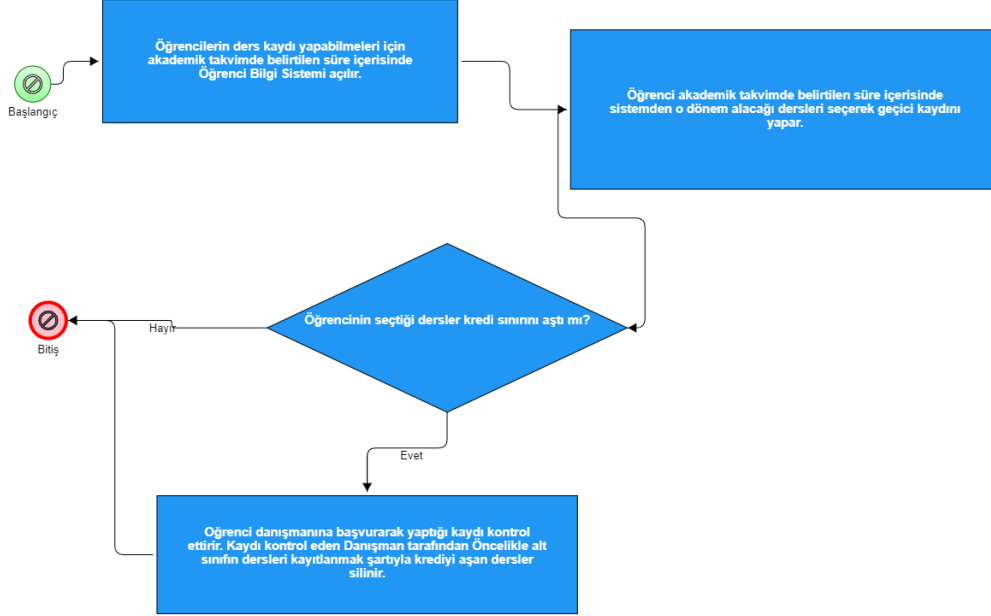 Öğrencilerin ders kaydı yapabilmeleri için
akademik takvimde belirtilen süre içerisinde
Öğrenci Bilgi Sistemi açılır.
Başlangıç
Öğrenci akademik takvimde belirtilen süre içerisinde
sistemden o dönem alacağı dersleri seçerek geçici kaydını
yapar.
Öğrencinin seçtiği dersler kredi sınırını aştı mı?
Hayır
Bitiş
Evet
Öğrenci danışmanına başvurarak yaptığı kaydı kontrol
ettirir. Kaydı kontrol eden Danışman tarafından Öncelikle alt
sınıfın dersleri kayıtlanmak şartıyla krediyi aşan dersler
silinir.